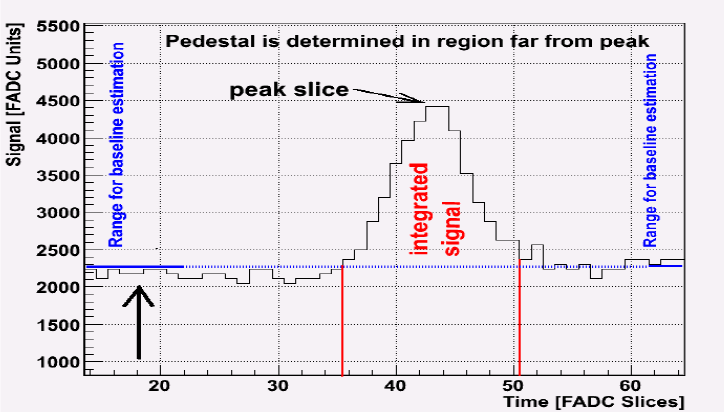 Signal [FADC Units]
5500
5000
4500
4000
3500
3000
2500
2000
1500
1000
Pedestal is determined in region far from peak
peak slice
Range for baseline estimation
integrated
signal
Range for baseline estimation
20
30
40
50
60
Time [FADC Slices]